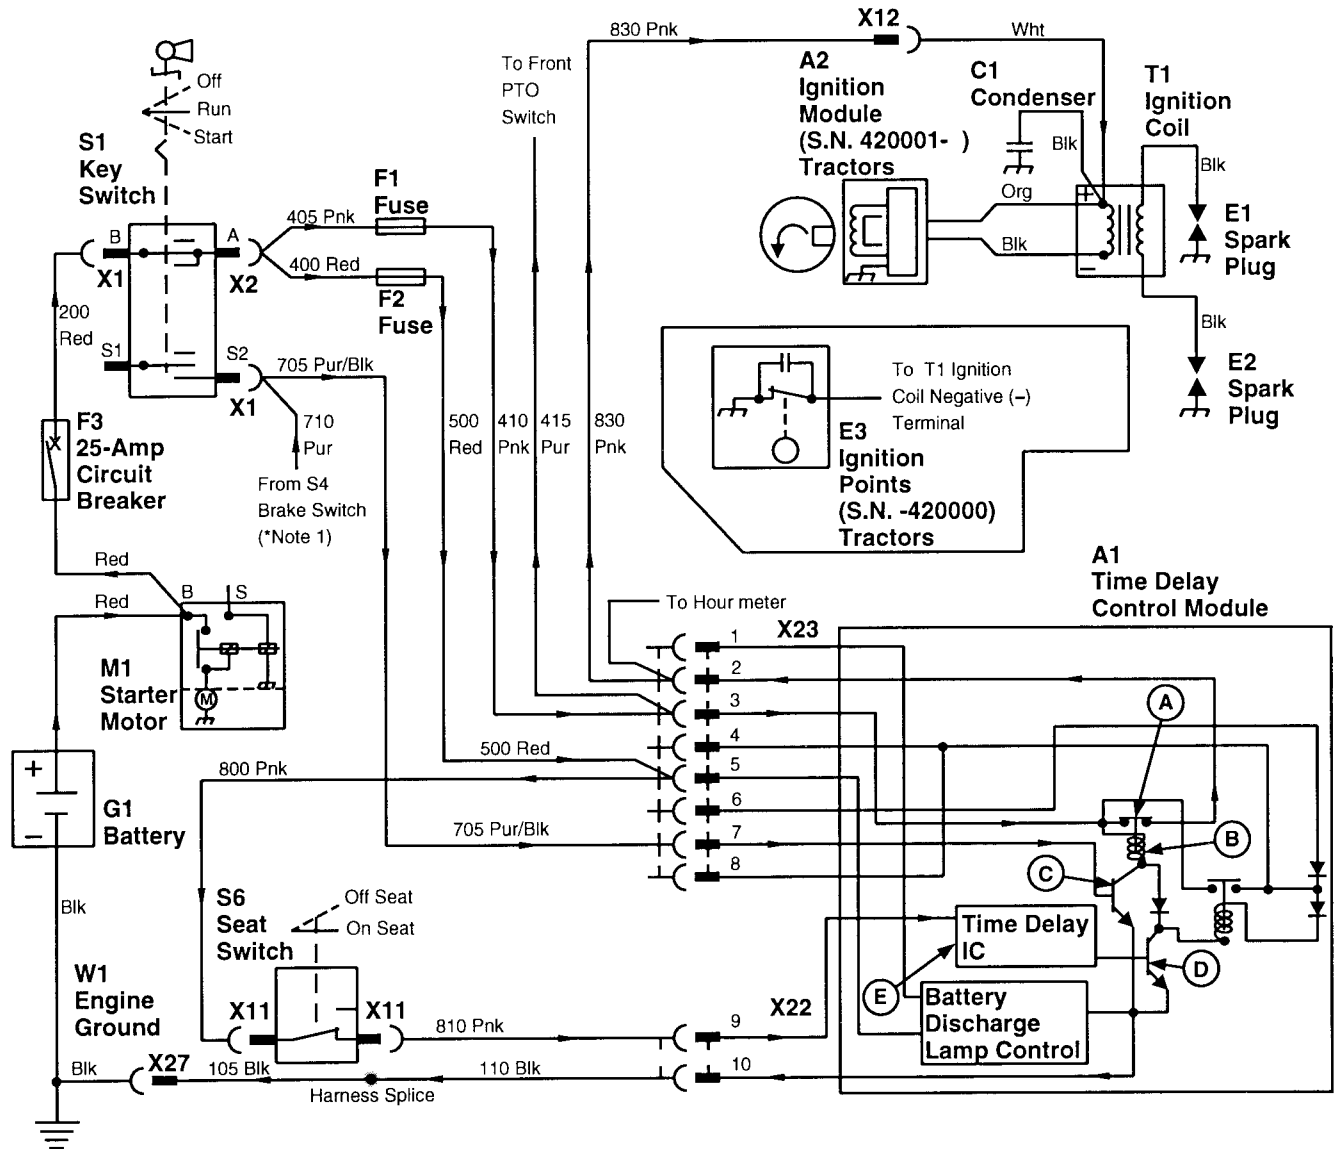 830 Pnk
X12
Wht
To Front
PTO
Switch
A2
Ignition
Module
(S.N. 420001-  )
Tractors
C1
Condenser
Blk
T1
Ignition
Coil
Blk
Off
Run
Start
S1
Key
Switch
F1
Fuse
405 Pnk
400 Red
F2
Fuse
B
A
X1
X2
200
Red
S1
S2
X1
705 Pur/Blk
710
Pur
From S4
Brake Switch
(*Note 1)
Org
Blk
+
−
E1
Spark
Plug
Blk
E2
Spark
Plug
F3
25-Amp
Circuit
Breaker
500
Red
410
Pnk
415
Pur
830
Pnk
To T1 Ignition
Coil Negative (–)
Terminal
E3
Ignition
Points
(S.N. -420000)
Tractors
Red
Red
B
S
M
M1
Starter
Motor
To Hour meter
X23
A1
Time Delay
Control Module
1
2
3
4
5
6
7
8
500 Red
800 Pnk
705 Pur/Blk
+
−
G1
Battery
Blk
A
B
C
D
E
S6
Seat
Switch
Off Seat
On Seat
Time Delay
IC
Battery
Discharge
Lamp Control
W1
Engine
Ground
X11
X11
810 Pnk
9
X22
Blk
X27
105 Blk
110 Blk
10
Harness Splice